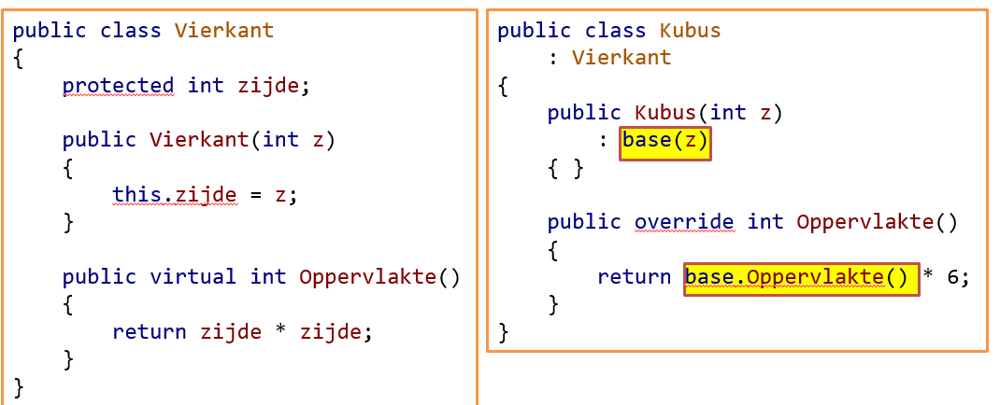 public class Vierkant
{
    protected int zijde;

    public Vierkant(int z)
    {
        this.zijde = z;
    }

    public virtual int Oppervlakte()
    {
        return zijde * zijde;
    }
}
public class Kubus
    : Vierkant
{
    public Kubus(int z)
        : base(z)
    { }

    public override int Oppervlakte()
    {
        return base.Oppervlakte() * 6;
    }
}